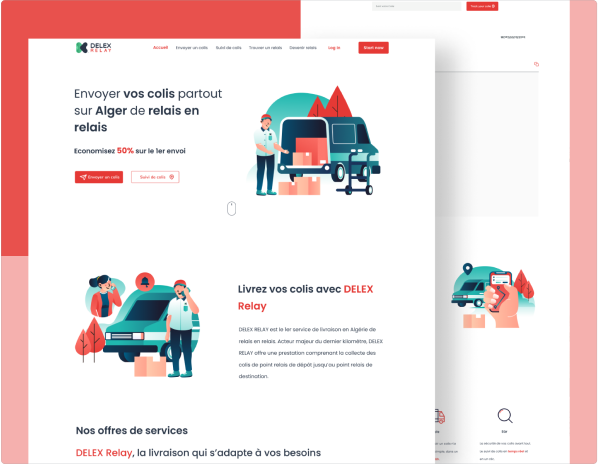 DELEX
RELAY
Accueil
Envoyer un colis
Suivi de colis
Trouver un relais
Devenir relais
Log in
Start now
Envoyer vos colis partout
sur Alger de relais en
relais
Economisez 50% sur le 1er envoi
Envoyer un colis
Suivi de colis
Livrez vos colis avec DELEX
Relay
DELEX RELAY est le 1er service de livraison en Algérie de
relais en relais. Acteur majeur du dernier kilomètre, DELEX
RELAY offre une prestation comprenant la collecte des
colis de point relais de dépôt jusqu'au point relais de
destination.
Nos offres de services
DELEX Relay, la livraison qui s'adapte à vos besoins